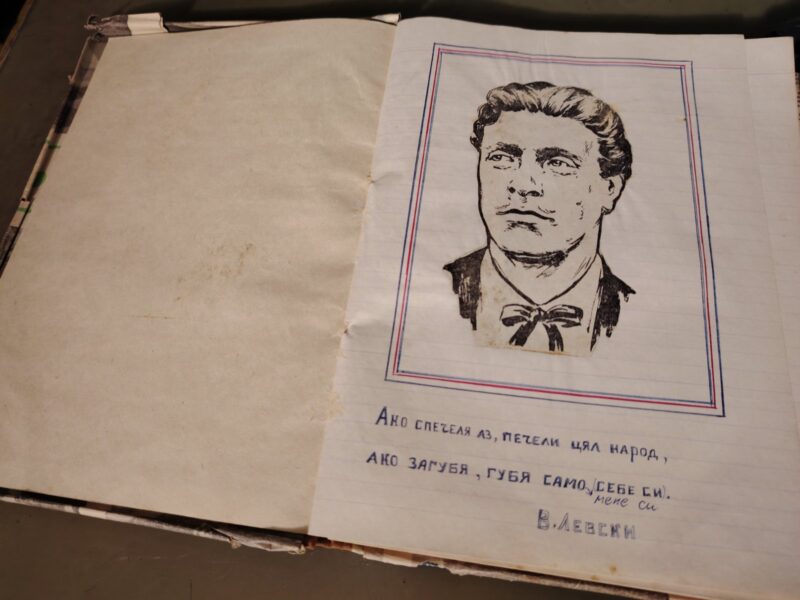 Ако спечеля аз, печели цял народ,
ако загубя, губя само (себе си).
мене си
В. Левски